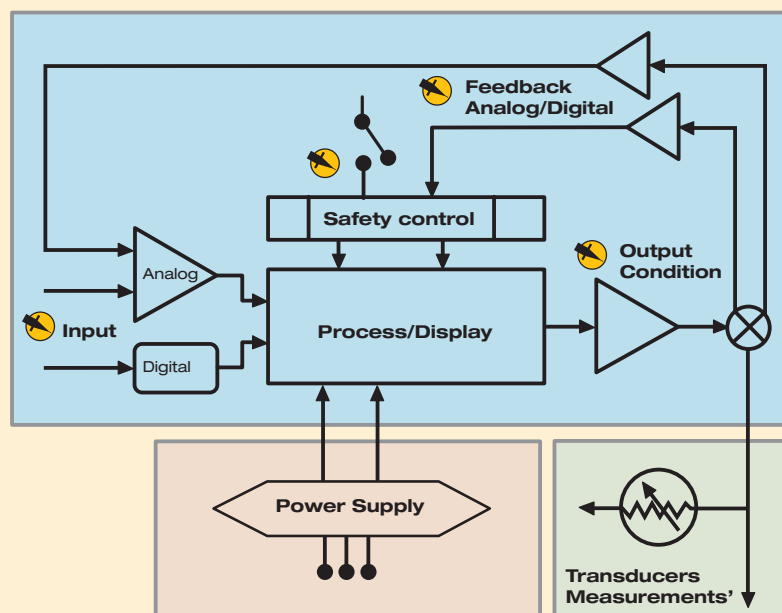 Feedback
Analog/Digital
Safety control
Output
Condition
Analog
Input
Process/Display
Digital
Power Supply
Transducers
Measurements’